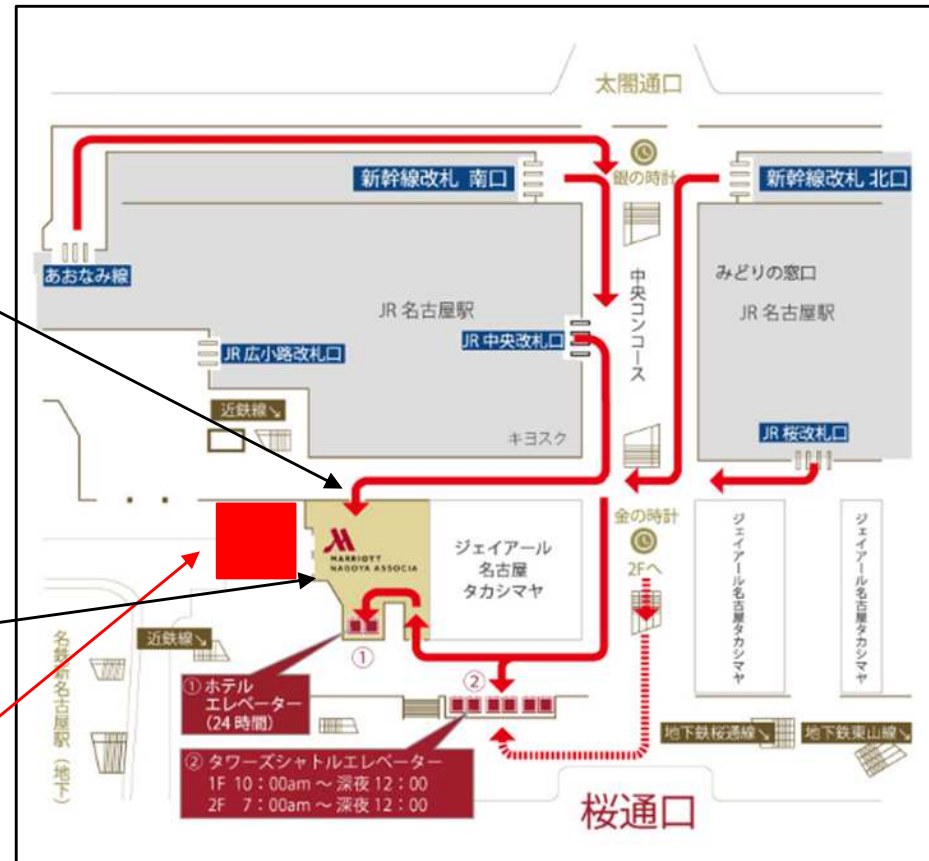 太閤通口
銀の時計
新幹線改札 南口
新幹線改札 北口
あおなみ線
中央コンコース
みどりの窓口
JR 名古屋駅
JR 名古屋駅
JR 中央改札口
JR 広小路改札口
近鉄線↘
キヨスク
JR 桜改札口
金の時計
2Fへ
MARRIOTT
NAGOYA ASSOCIA
ジェイアール
名古屋
タカシマヤ
ジェイアール名古屋タカシマヤ
ジェイアール名古屋タカシマヤ
近鉄線↘
名鉄新名古屋駅(地下)
①
②
① ホテル
エレベーター
(24時間)
② タワーズシャトルエレベーター
1F 10:00am ~ 深夜 12:00
2F 7:00am ~ 深夜 12:00
地下鉄桜通線↘
地下鉄東山線↘
桜通口